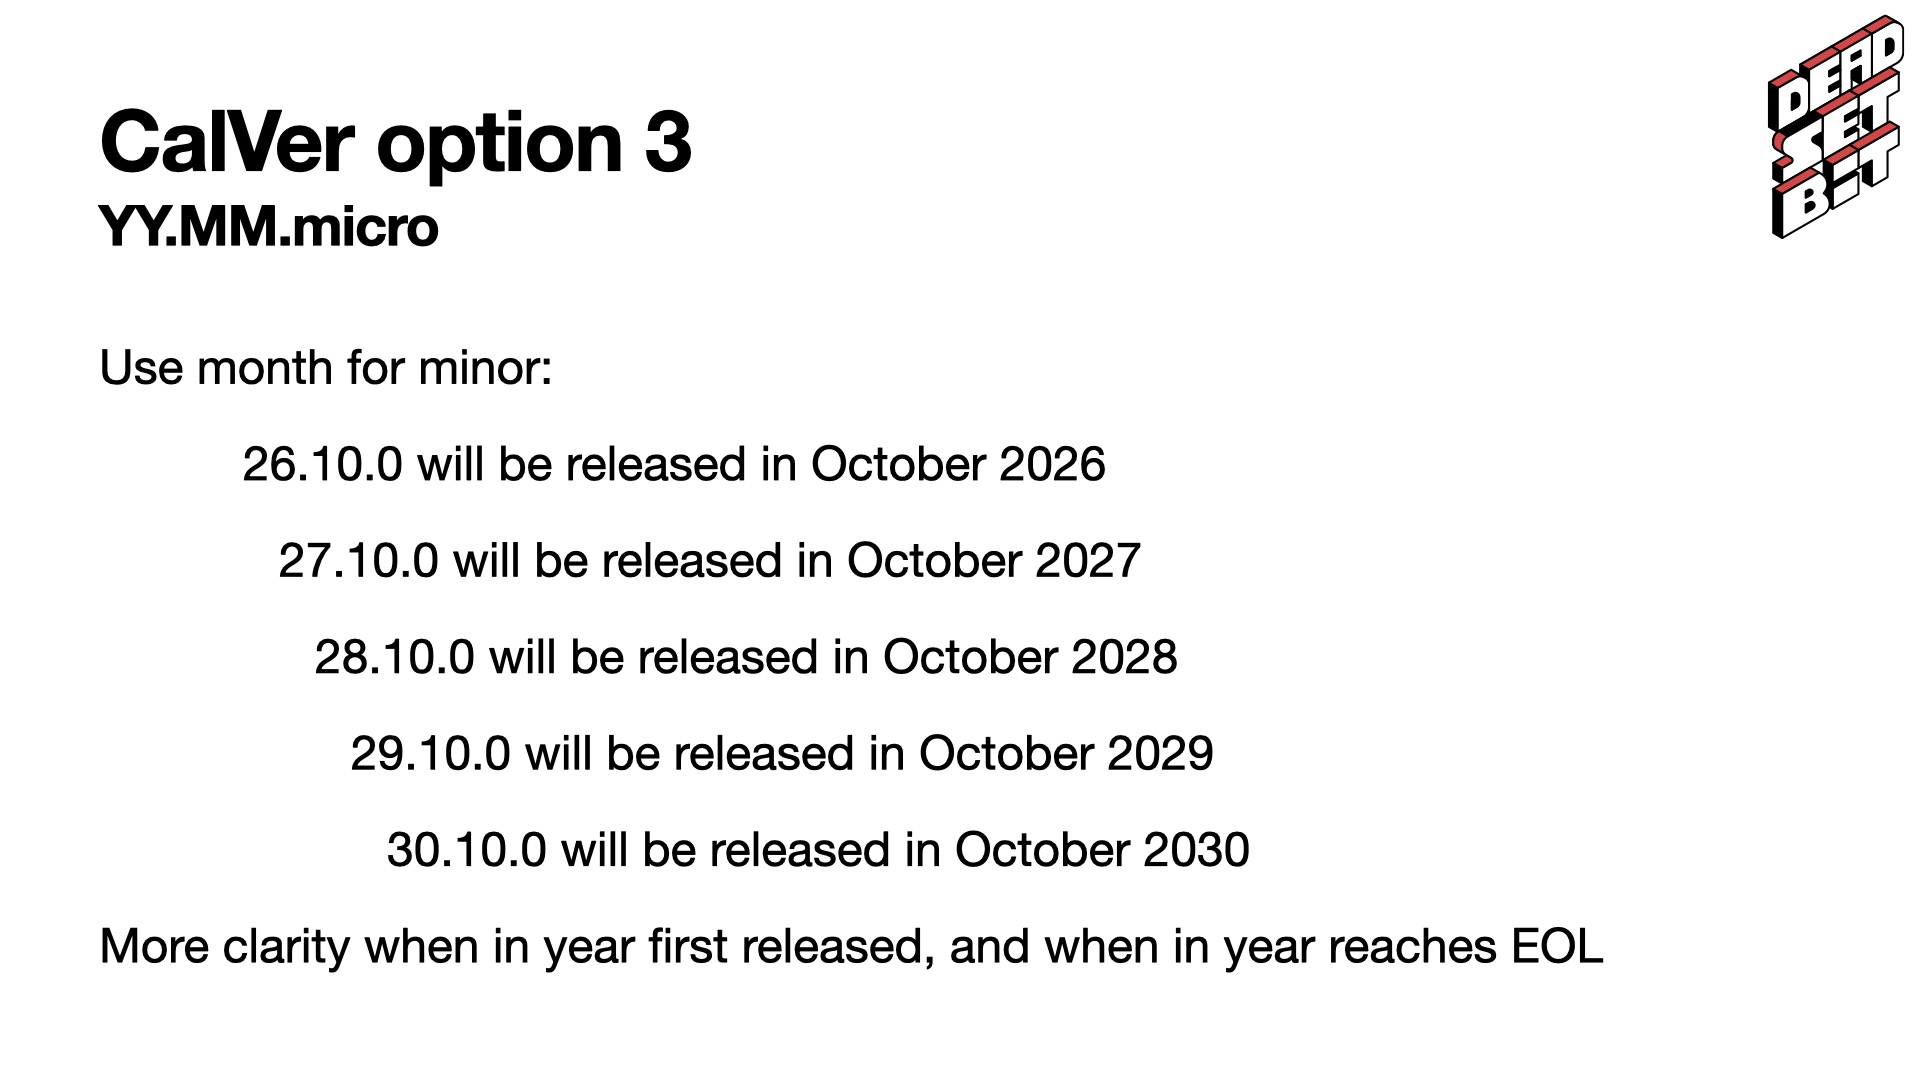 CalVer option 3
YY.MM.micro
DEAD
SET
BiT
Use month for minor:
26.10.0 will be released in October 2026
27.10.0 will be released in October 2027
28.10.0 will be released in October 2028
29.10.0 will be released in October 2029
30.10.0 will be released in October 2030
More clarity when in year first released, and when in year reaches EOL